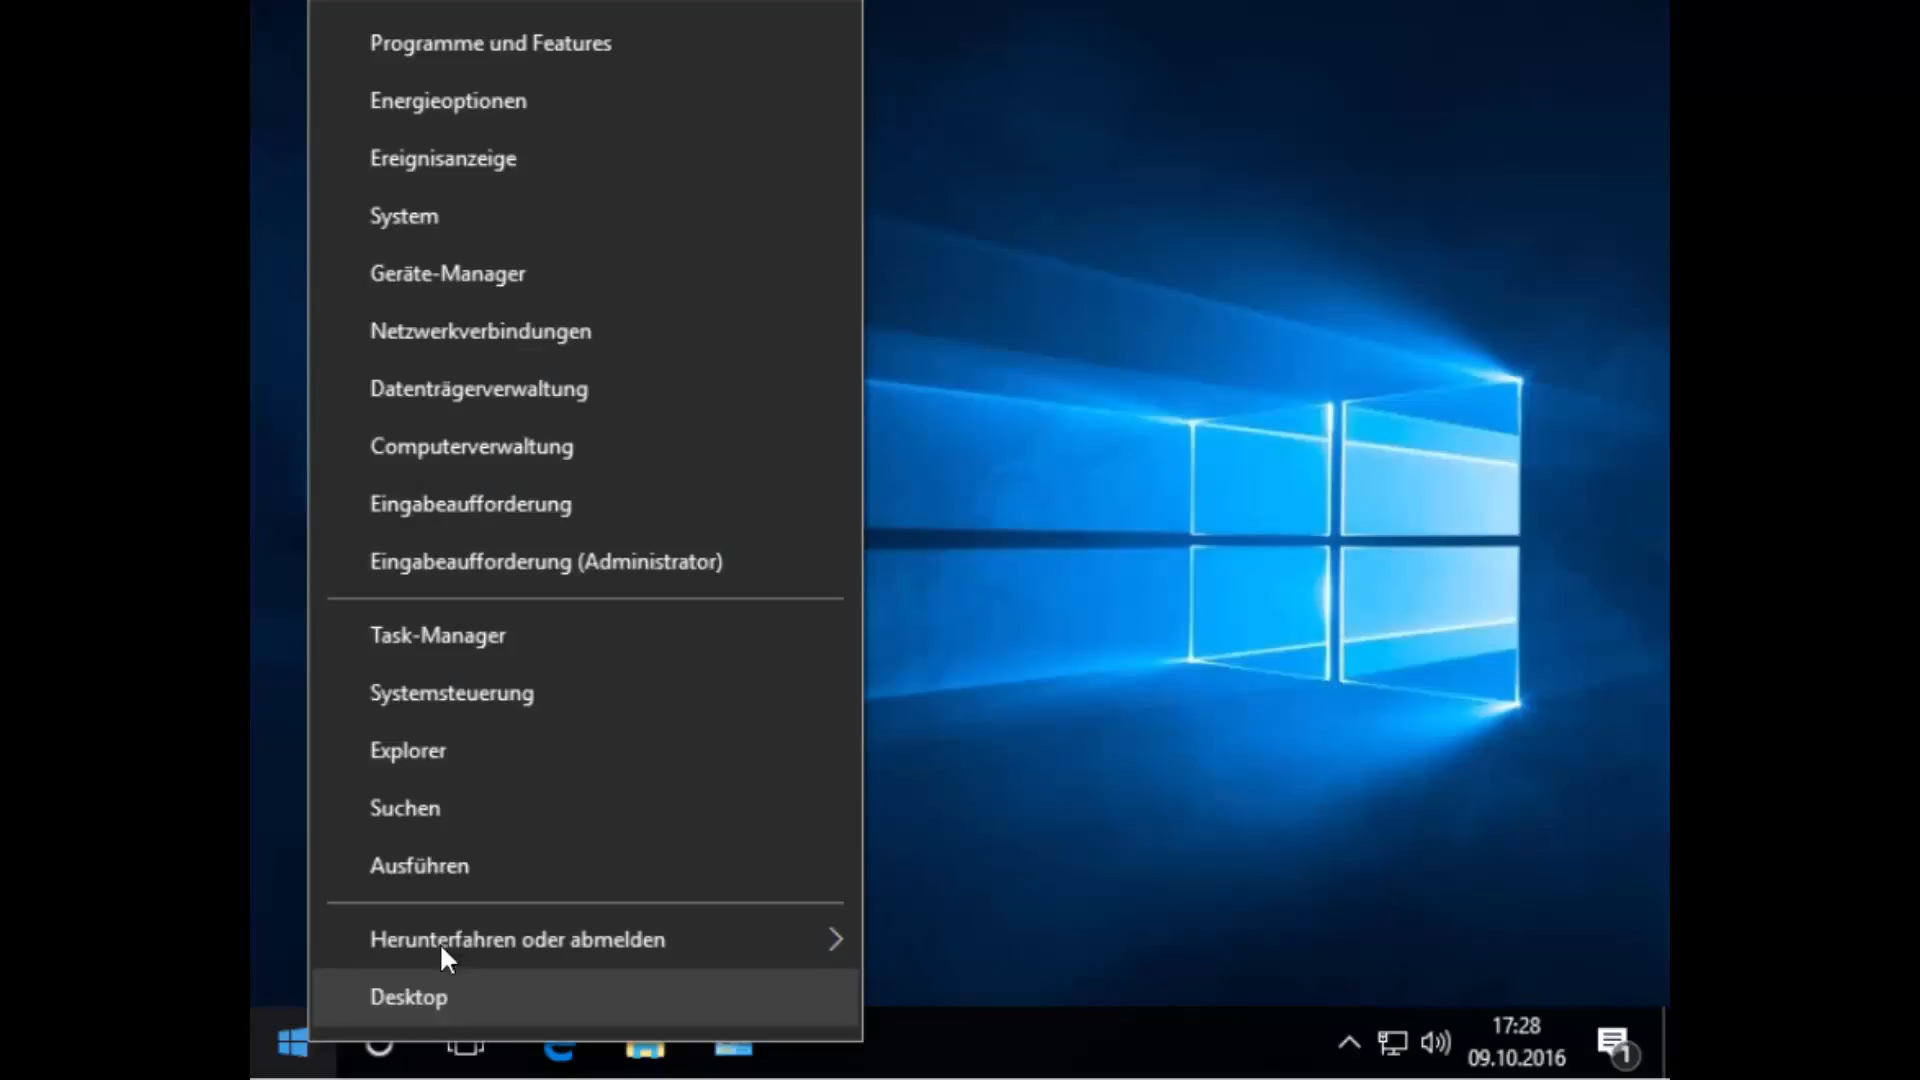 Programme und Features
Energieoptionen
Ereignisanzeige
System
Geräte-Manager
Netzwerkverbindungen
Datenträgerverwaltung
Computerverwaltung
Eingabeaufforderung
Eingabeaufforderung (Administrator)
Task-Manager
Systemsteuerung
Explorer
Suchen
Ausführen
Herunterfahren oder abmelden
Desktop
17:28
09.10.2016
1